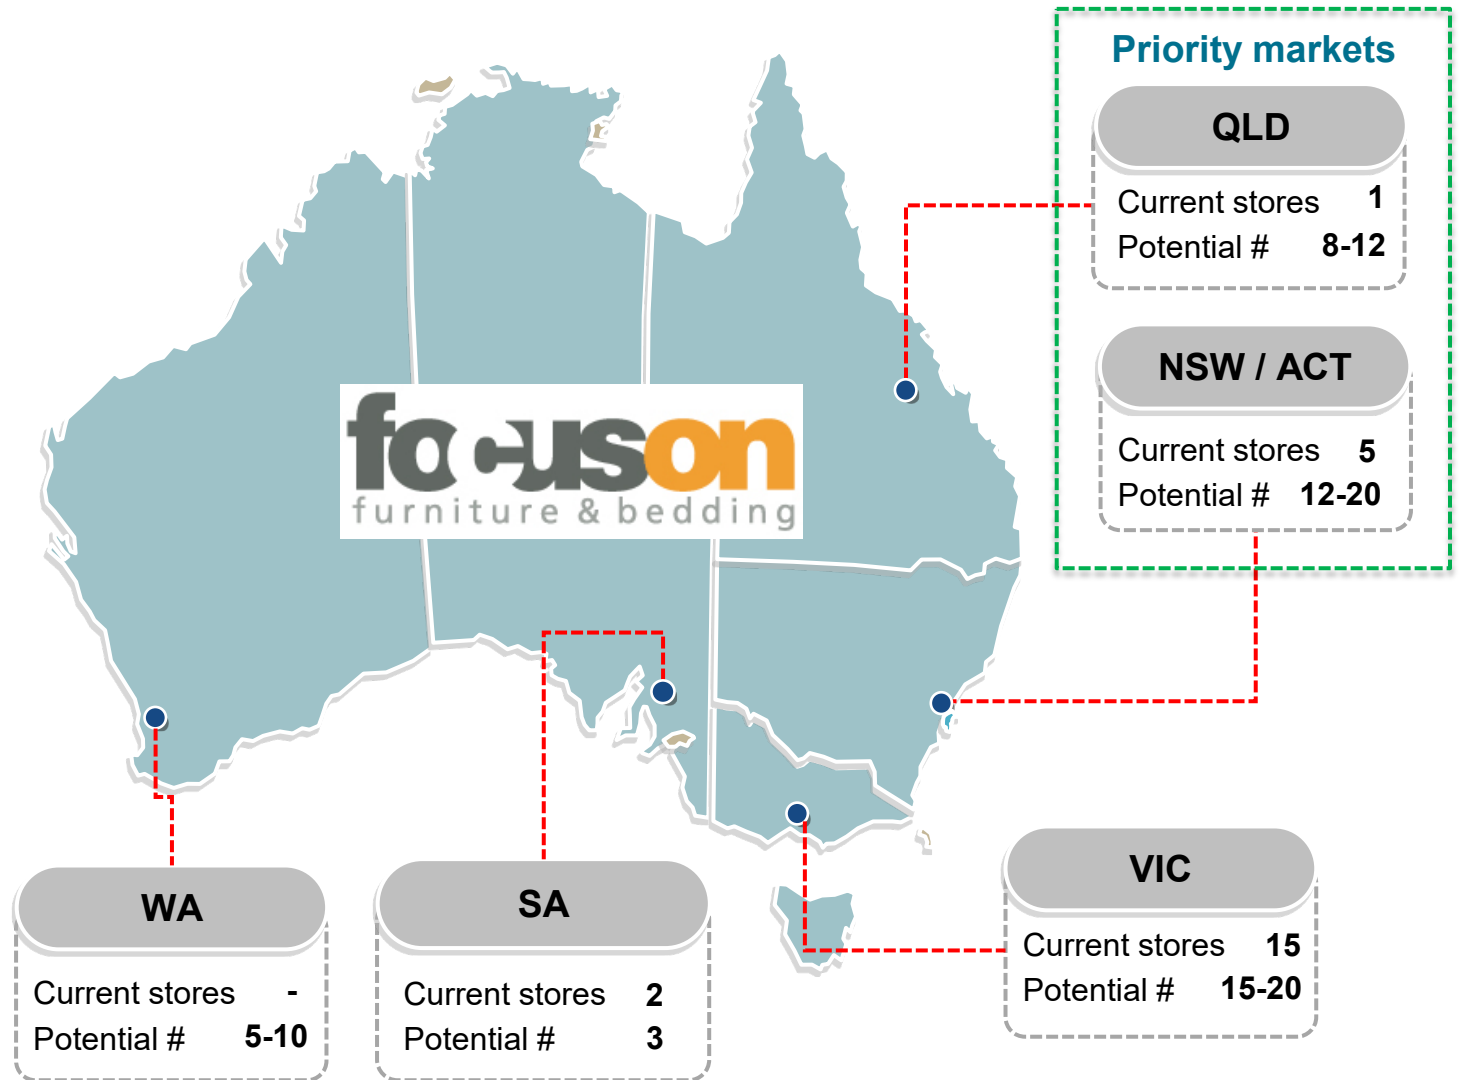 Priority markets
QLD
Current stores 1
Potential # 8-12
NSW / ACT
Current stores 5
Potential # 12-20
focuson
furniture & bedding
VIC
Current stores 15
Potential # 15-20
WA
Current stores -
Potential # 5-10
SA
Current stores 2
Potential # 3